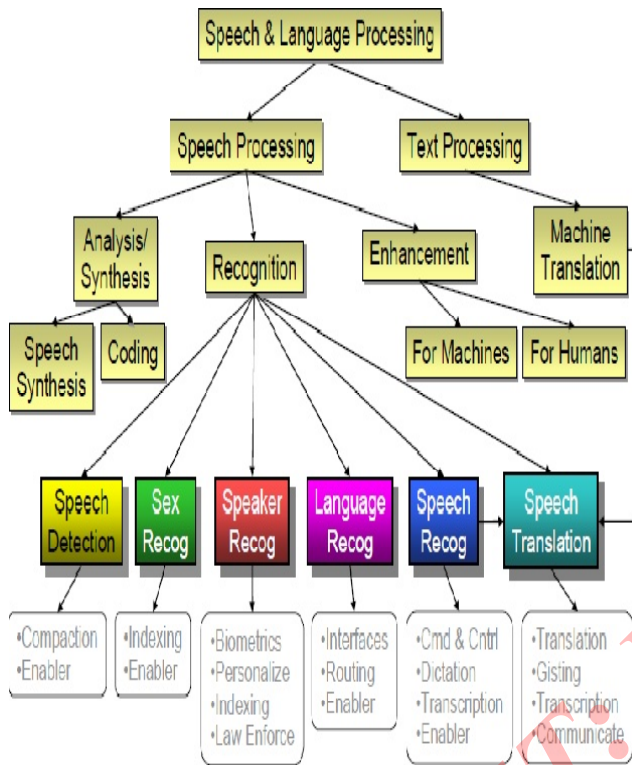 Speech & Language Processing
Speech Processing
Text Processing
Analysis/
Synthesis
Recognition
Enhancement
Machine
Translation
Speech
Synthesis
Coding
For Machines
For Humans
Speech
Detection
Sex
Recog
Speaker
Recog
Language
Recog
Speech
Recog
Speech
Translation
•Compaction
•Enabler
•Indexing
•Enabler
•Biometrics
•Personalize
•Indexing
•Law Enforce
•Interfaces
•Routing
•Enabler
•Cmd & Cntrl
•Dictation
•Transcription
•Enabler
•Translation
•Gisting
•Transcription
•Communicate